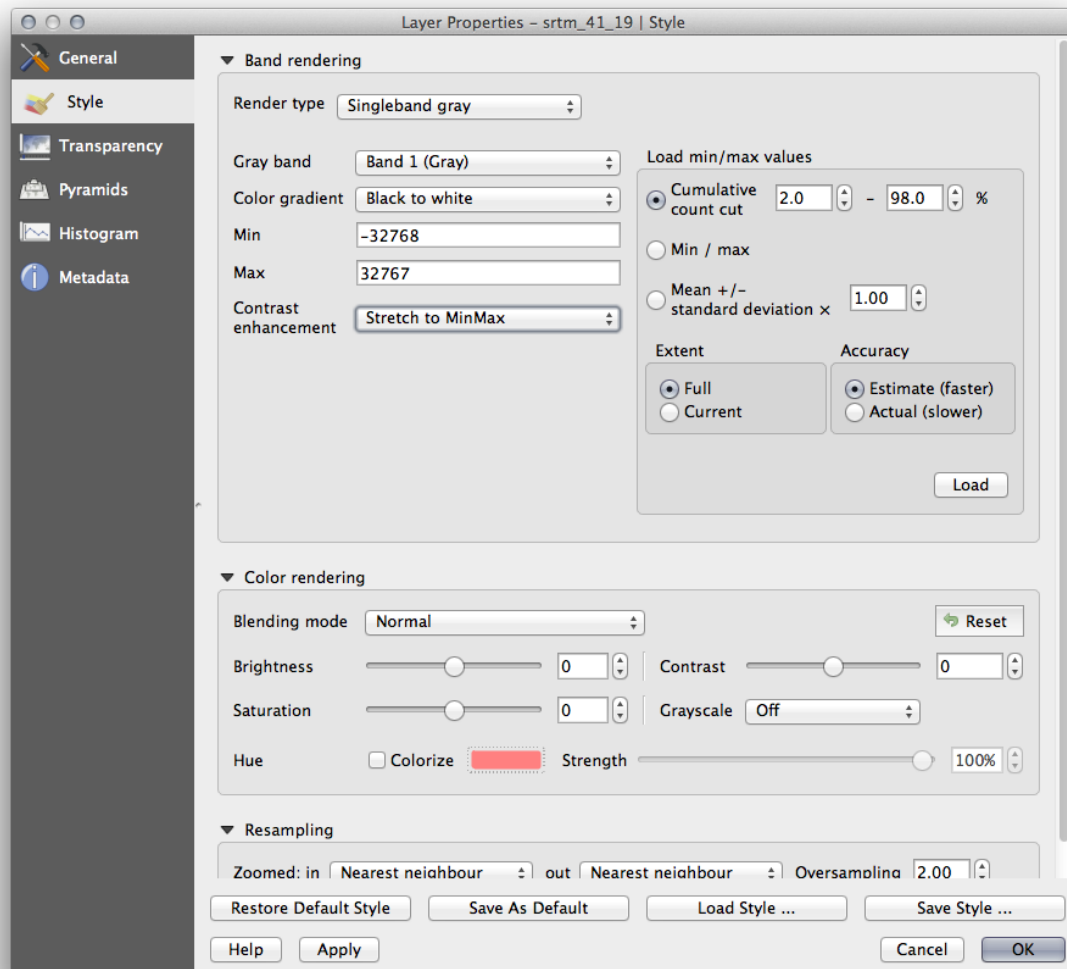 Layer Properties – srtm_41_19 | Style
General
Style
Transparency
Pyramids
Histogram
Metadata
Band rendering
Render type Singleband gray
Gray band Band 1 (Gray)
Color gradient Black to white
Min -32768
Max 32767
Contrast
enhancement Stretch to MinMax
Load min/max values
Cumulative
count cut 2.0 - 98.0 %
Min / max
Mean +/-
standard deviation × 1.00
Extent
Full
Current
Accuracy
Estimate (faster)
Actual (slower)
Load
Color rendering
Blending mode Normal Reset
Brightness 0 Contrast 0
Saturation 0 Grayscale Off
Hue Colorize Strength 100%
Resampling
Zoomed: in Nearest neighbour out Nearest neighbour Oversampling 2.00
Restore Default Style Save As Default Load Style ... Save Style ...
Help Apply Cancel OK